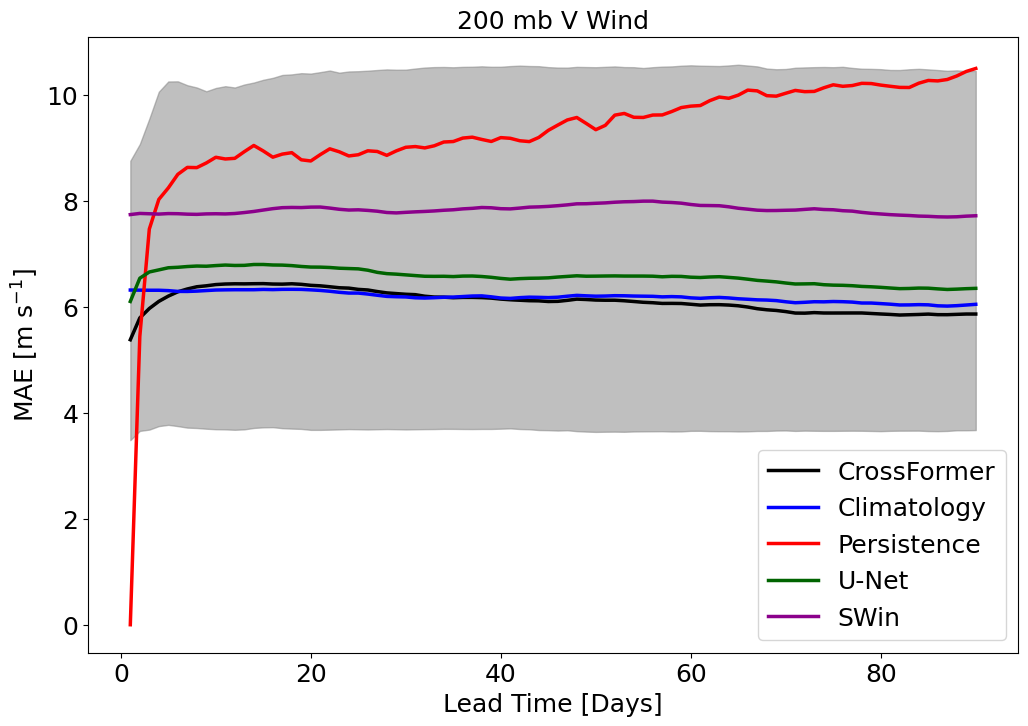 200 mb V Wind
MAE [m s⁻¹]
10
8
6
4
2
0
0 20 40 60 80
Lead Time [Days]
CrossFormer
Climatology
Persistence
U-Net
SWin